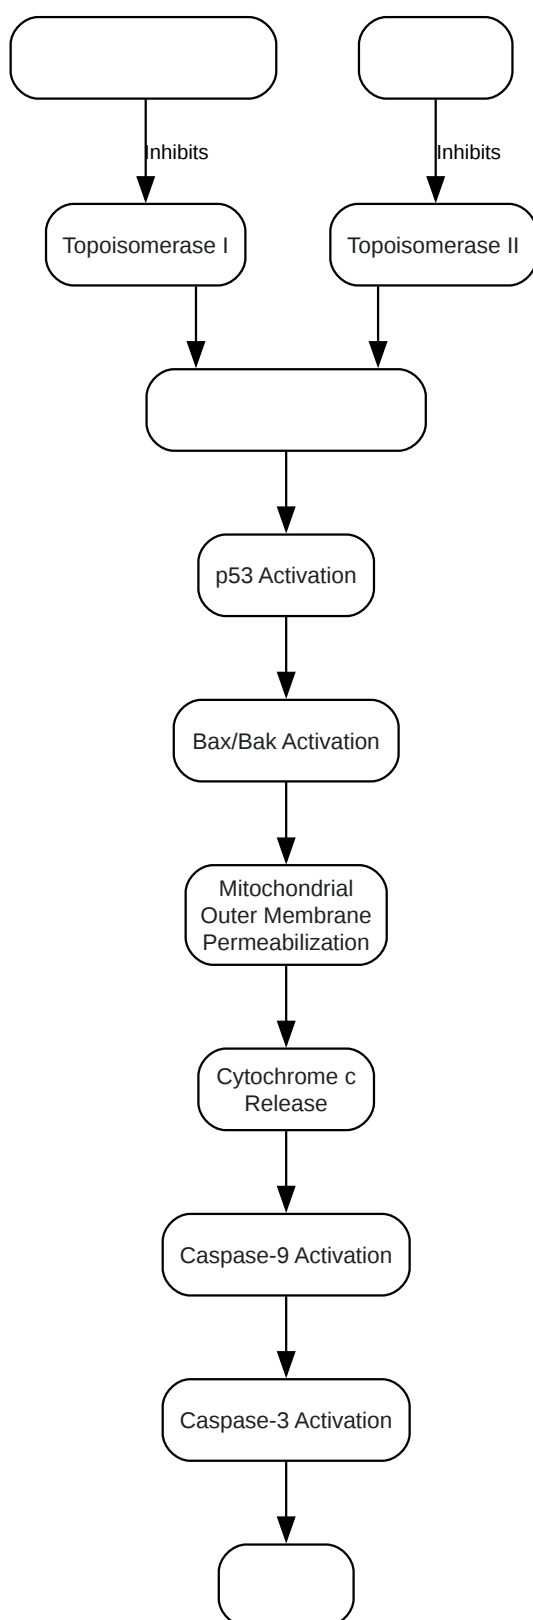 Inhibits
Inhibits
Topoisomerase I
Topoisomerase II
p53 Activation
Bax/Bak Activation
Mitochondrial
Outer Membrane
Permeabilization
Cytochrome c
Release
Caspase-9 Activation
Caspase-3 Activation